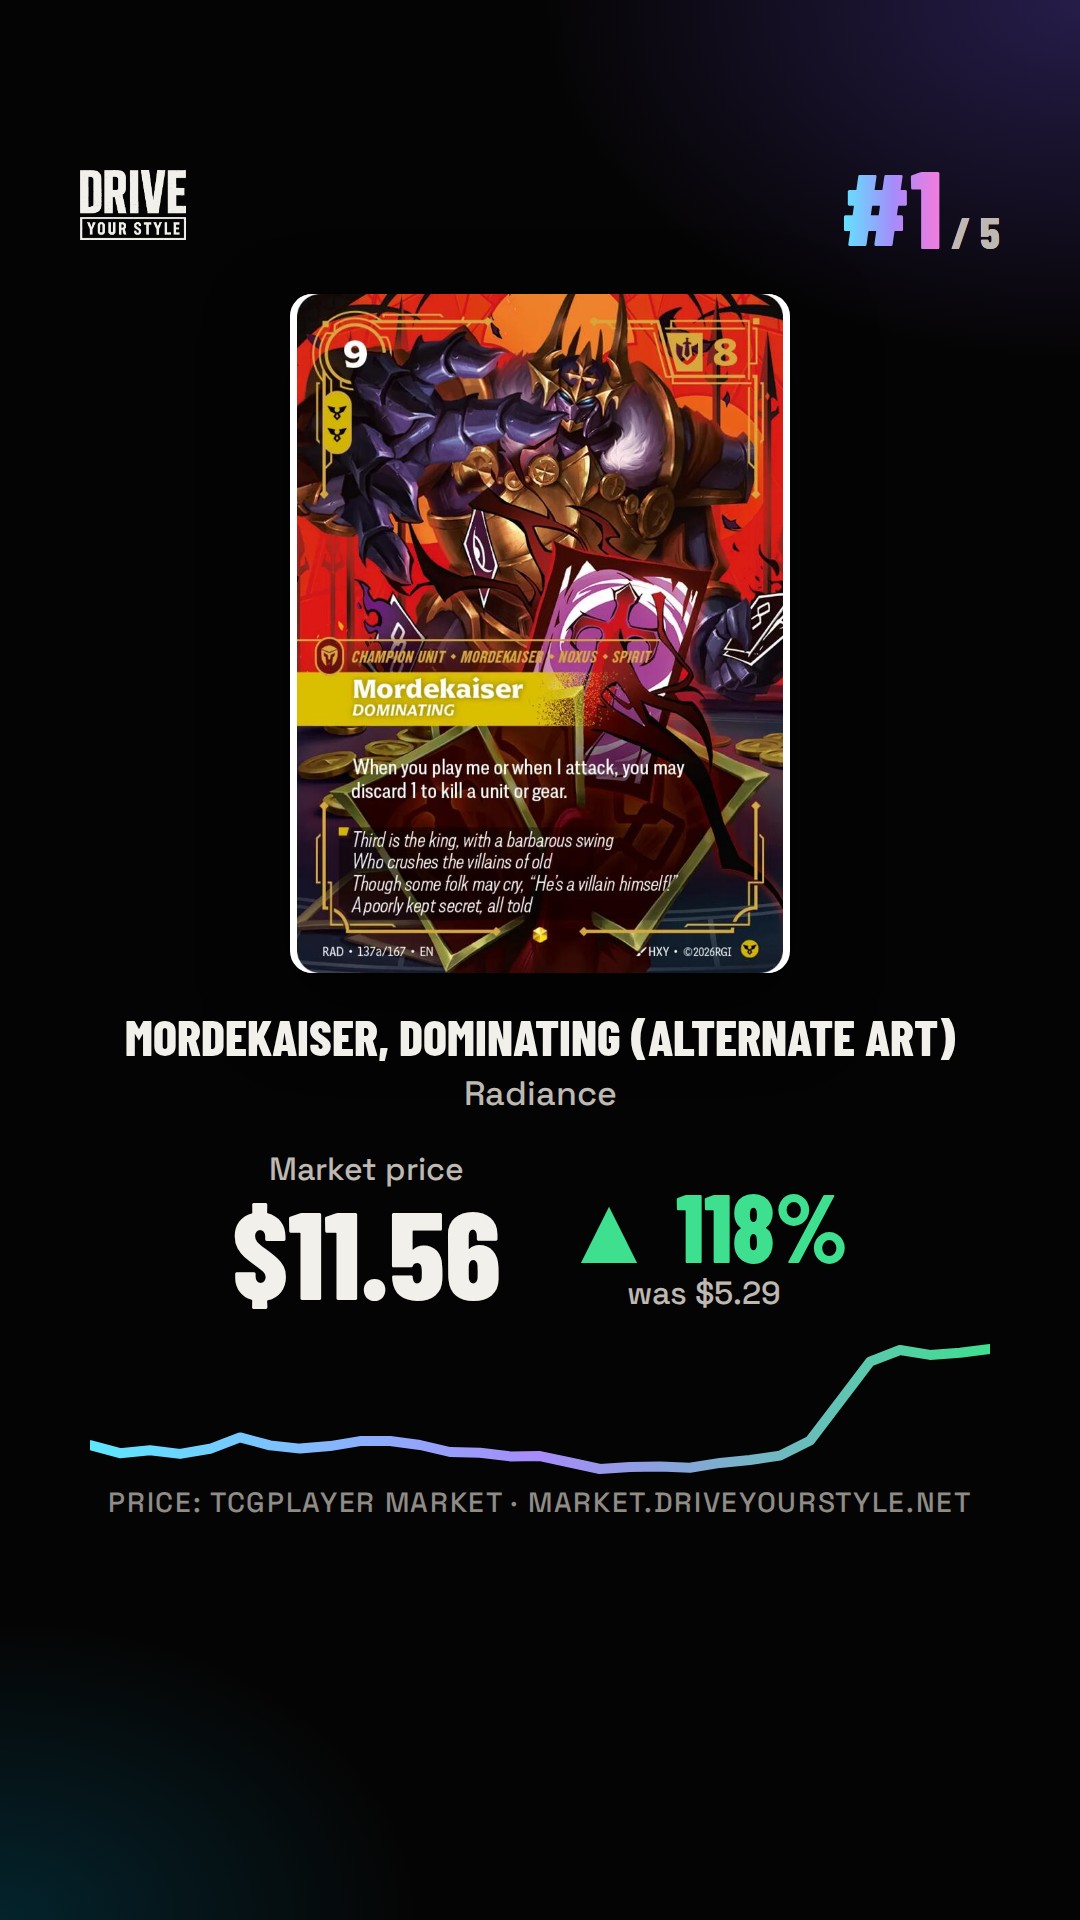 DRIVE
YOUR STYLE
#1 / 5
9
8
CHAMPION UNIT • MORDEKAISER • NOXUS • SPIRIT
Mordekaiser
DOMINATING
When you play me or when I attack, you may
discard 1 to kill a unit or gear.
Third is the king, with a barbarous swing
Who crushes the villains of old
Though some folk may cry, “He’s a villain himself!”
A poorly kept secret, all told
RAD • 137a/167 • EN
HXY • ©2026RGI
MORDEKAISER, DOMINATING (ALTERNATE ART)
Radiance
Market price
$11.56
▲ 118%
was $5.29
PRICE: TCGPLAYER MARKET · MARKET.DRIVEYOURSTYLE.NET